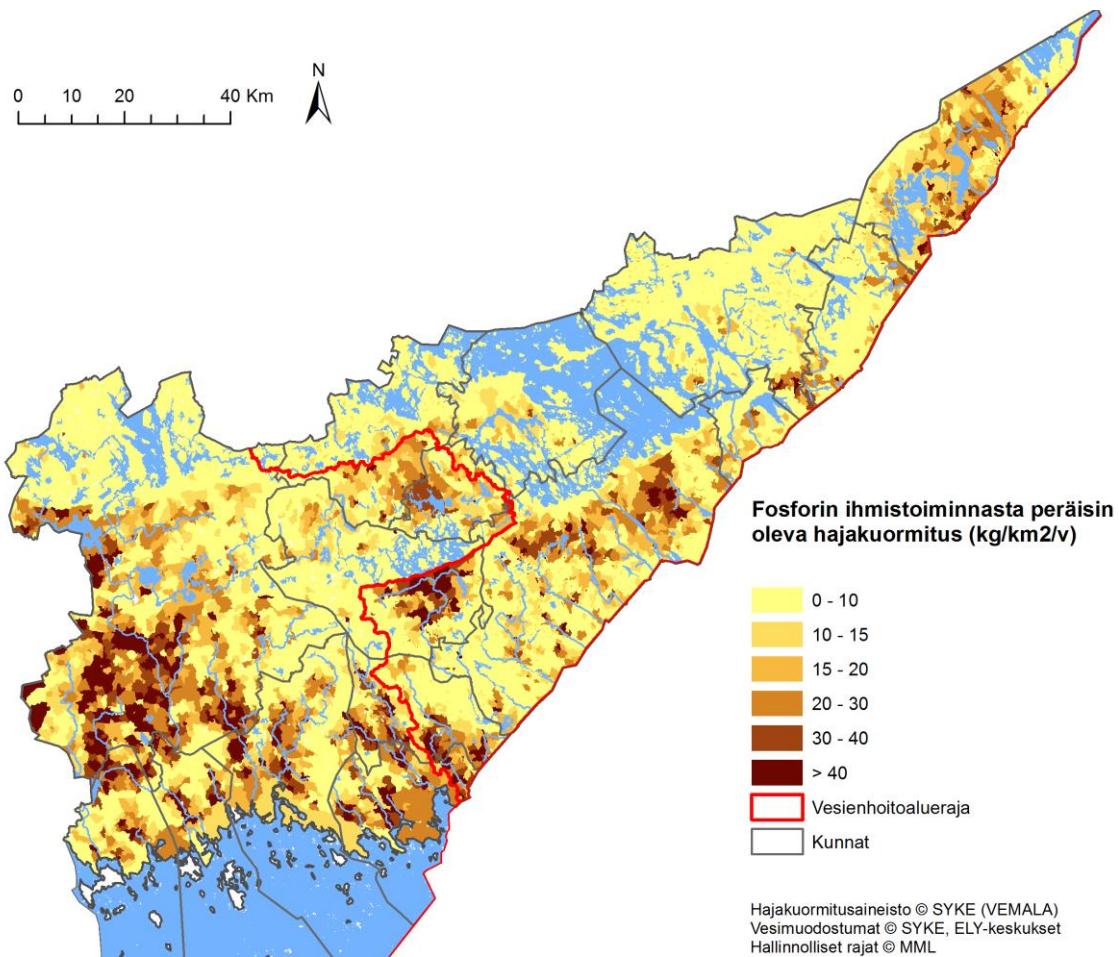 N
0 10 20 40 Km
Fosforin ihmistoiminnasta peräisin
oleva hajakuormitus (kg/km2/v)
0 - 10
10 - 15
15 - 20
20 - 30
30 - 40
> 40
Vesienhoitoalueraja
Kunnat
Hajakuormitusaineisto © SYKE (VEMALA)
Vesimuodostumat © SYKE, ELY-keskukset
Hallinnolliset rajat © MML